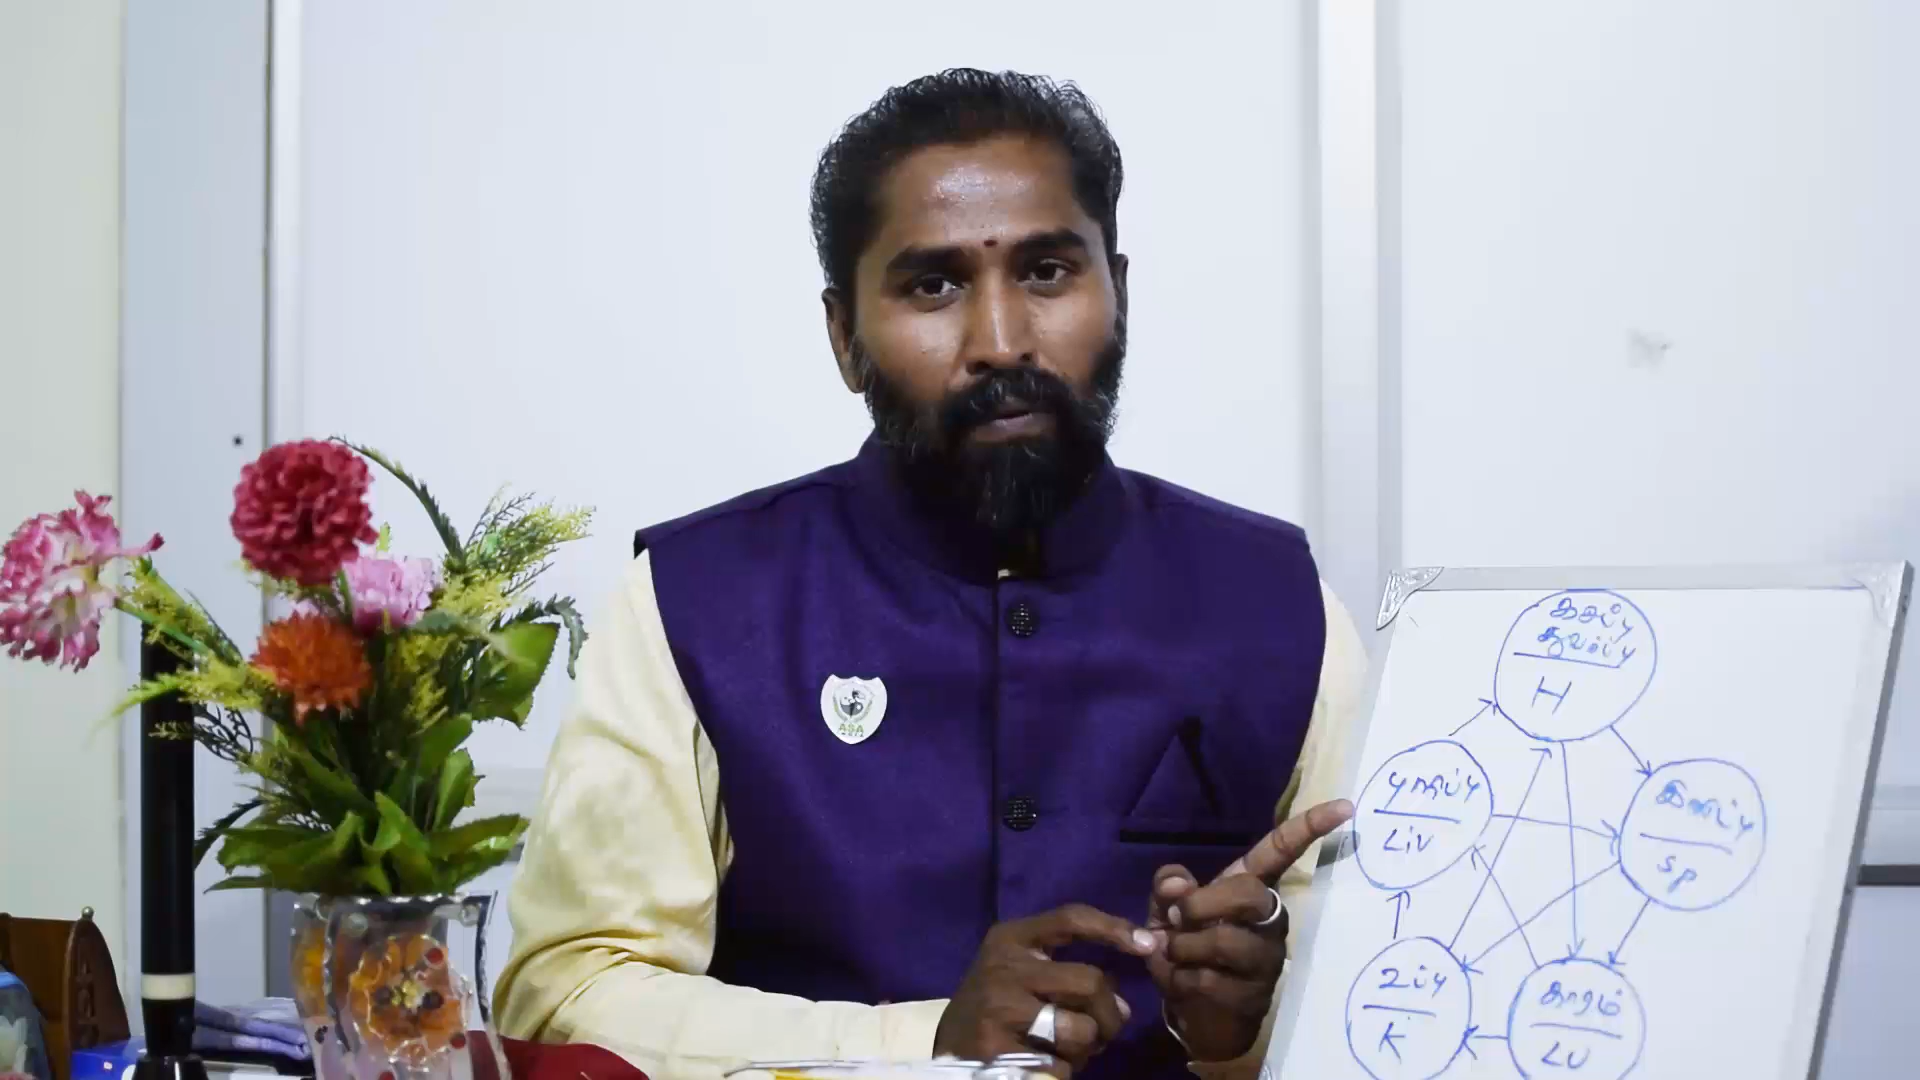 கசப்பு
துவர்ப்பு
H
புளிப்பு
Liv
இனிப்பு
SP
உப்பு
K
காரம்
LU
ASA